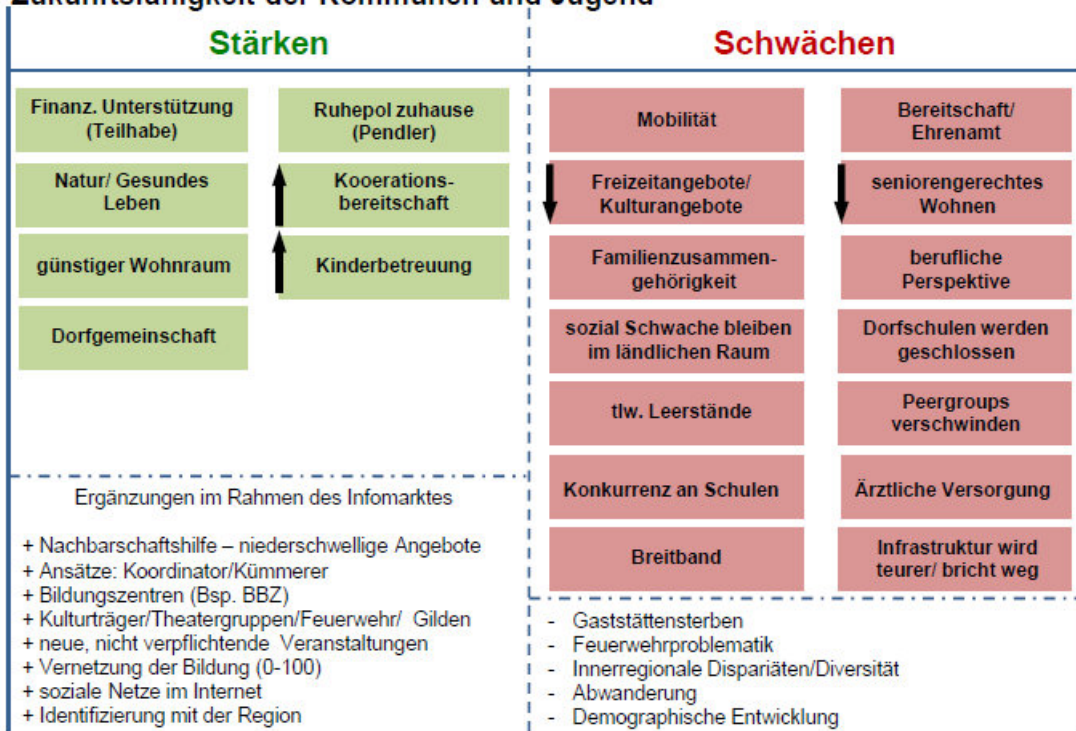 Zukunftsfähigkeit der Kommunen und Jugend
Stärken
Finanz. Unterstützung
(Teilhabe)
Ruhepol zuhause
(Pendler)
Natur/ Gesundes
Leben
Kooerations-
bereitschaft
günstiger Wohnraum
Kinderbetreuung
Dorfgemeinschaft
Ergänzungen im Rahmen des Infomarktes
+ Nachbarschaftshilfe – niederschwellige Angebote
+ Ansätze: Koordinator/Kümmerer
+ Bildungszentren (Bsp. BBZ)
+ Kulturträger/Theatergruppen/Feuerwehr/ Gilden
+ neue, nicht verpflichtende Veranstaltungen
+ Vernetzung der Bildung (0-100)
+ soziale Netze im Internet
+ Identifizierung mit der Region
Schwächen
Mobilität
Bereitschaft/
Ehrenamt
Freizeitangebote/
Kulturangebote
seniorengerechtes
Wohnen
Familienzusammen-
gehörigkeit
berufliche
Perspektive
sozial Schwache bleiben
im ländlichen Raum
Dorfschulen werden
geschlossen
tlw. Leerstände
Peergroups
verschwinden
Konkurrenz an Schulen
Ärztliche Versorgung
Breitband
Infrastruktur wird
teurer/ bricht weg
- Gaststättensterben
- Feuerwehrproblematik
- Innerregionale Dispariäten/Diversität
- Abwanderung
- Demographische Entwicklung